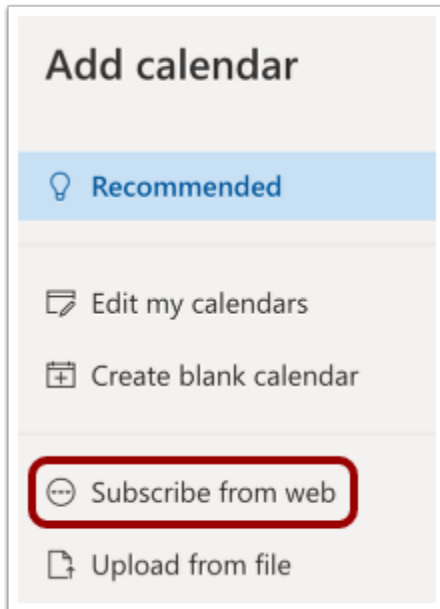 Add calendar
Recommended
Edit my calendars
Create blank calendar
Subscribe from web
Upload from file